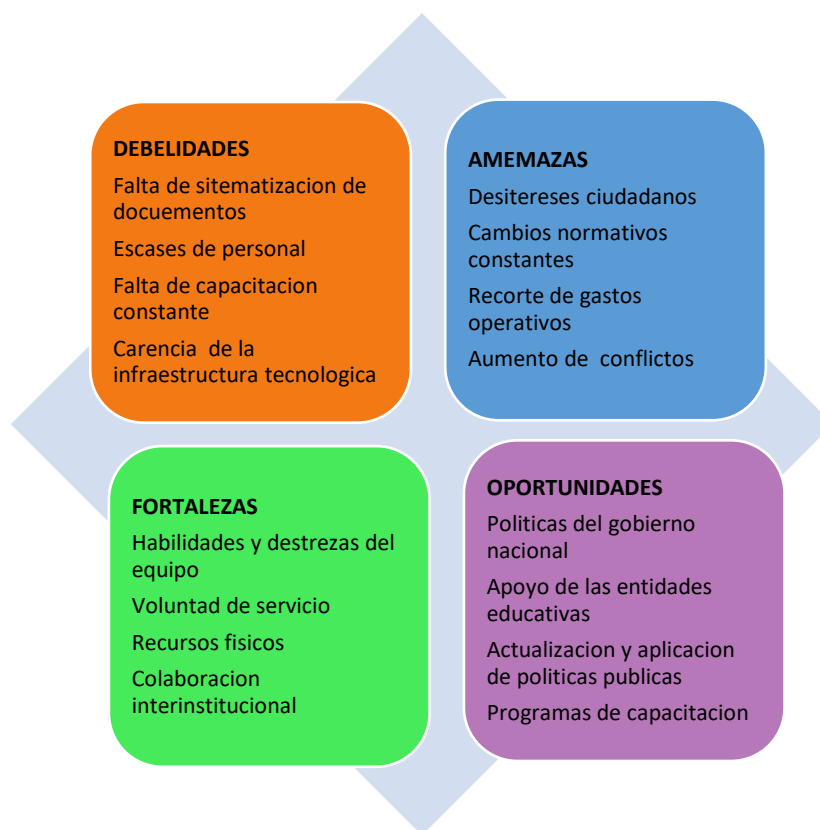 DEBELIDADES
Falta de sitematizacion de
docuementos
Escases de personal
Falta de capacitacion
constante
Carencia de la
infraestructura tecnologica
AMEMAZAS
Desitereses ciudadanos
Cambios normativos
constantes
Recorte de gastos
operativos
Aumento de conflictos
FORTALEZAS
Habilidades y destrezas del
equipo
Voluntad de servicio
Recursos fisicos
Colaboracion
interinstitucional
OPORTUNIDADES
Politicas del gobierno
nacional
Apoyo de las entidades
educativas
Actualizacion y aplicacion
de politicas publicas
Programas de capacitacion